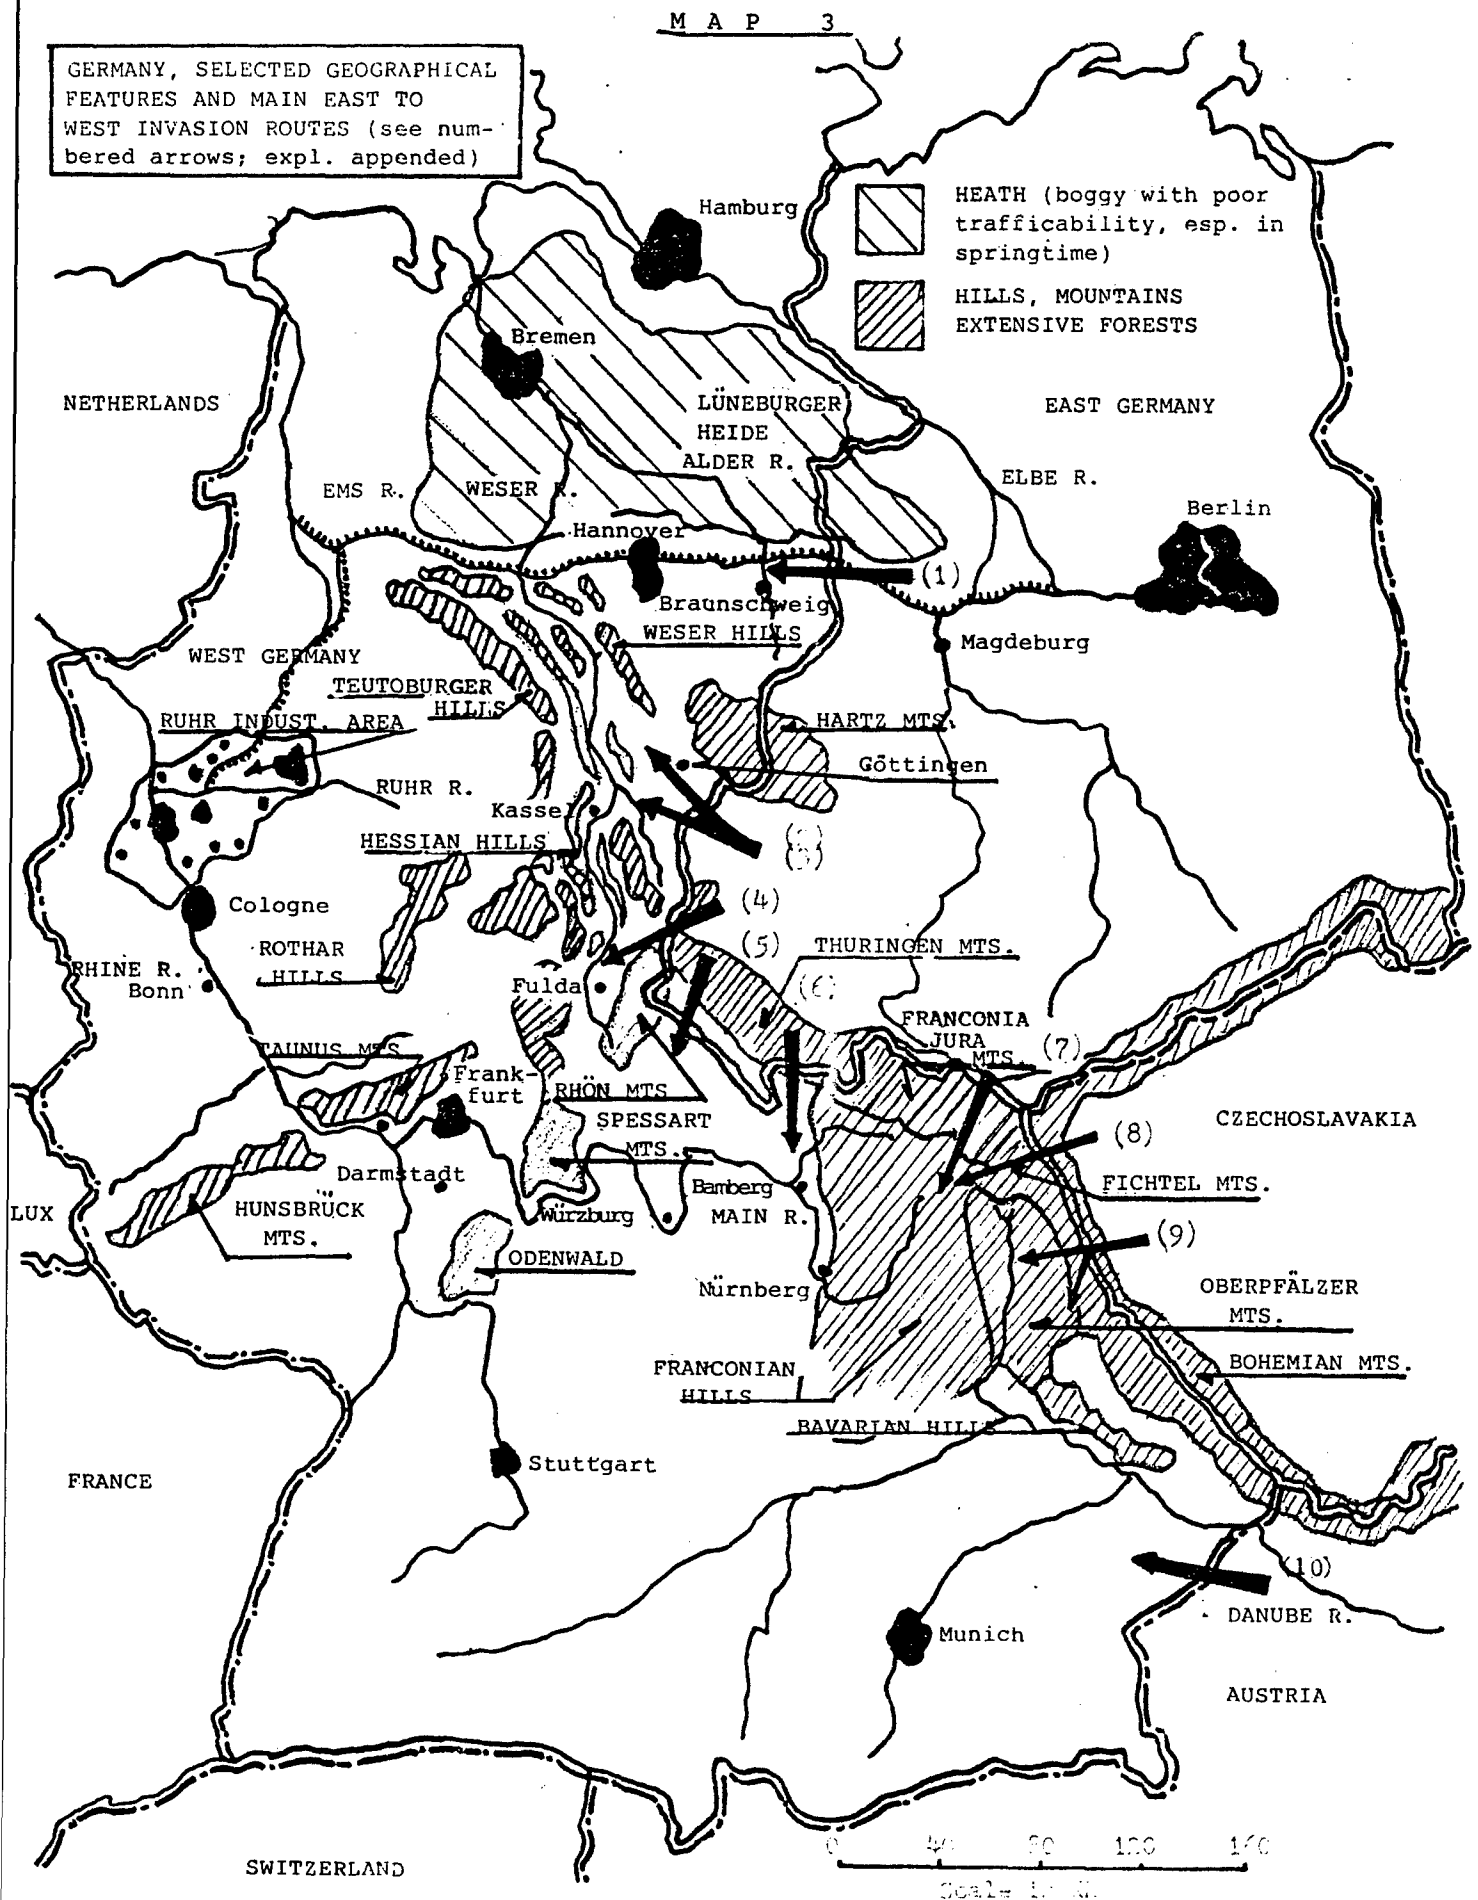 MAP 3
GERMANY, SELECTED GEOGRAPHICAL
FEATURES AND MAIN EAST TO
WEST INVASION ROUTES (see num-
bered arrows; expl. appended)
HEATH (boggy with poor
trafficability, esp. in
springtime)
HILLS, MOUNTAINS
EXTENSIVE FORESTS
Hamburg
Bremen
NETHERLANDS
LÜNEBURGER
HEIDE
ALDER R.
EAST GERMANY
EMS R.
WESER R.
ELBE R.
Berlin
Hannover
(1)
Braunschweig
WESER HILLS
Magdeburg
WEST GERMANY
TEUTOBURGER
HILLS
RUHR INDUST. AREA
HARTZ MTS.
Göttingen
RUHR R.
Kassel
HESSIAN HILLS
(3)
(4)
Cologne
(5)
ROTHAR
HILLS
THURINGEN MTS.
RHINE R.
Bonn
Fulda
(6)
FRANCONIA
JURA
MTS.
(7)
TAUNUS MTS
Frank-
furt
RHÖN MTS
SPESSART
MTS.
CZECHOSLAVAKIA
(8)
Darmstadt
Bamberg
FICHTEL MTS.
LUX
HUNSBRÜCK
MTS.
Würzburg
MAIN R.
(9)
ODENWALD
Nürnberg
OBERPFÄLZER
MTS.
FRANCONIAN
HILLS
BOHEMIAN MTS.
BAVARIAN HILLS
FRANCE
Stuttgart
(10)
DANUBE R.
Munich
AUSTRIA
SWITZERLAND
0 40 80 120 160